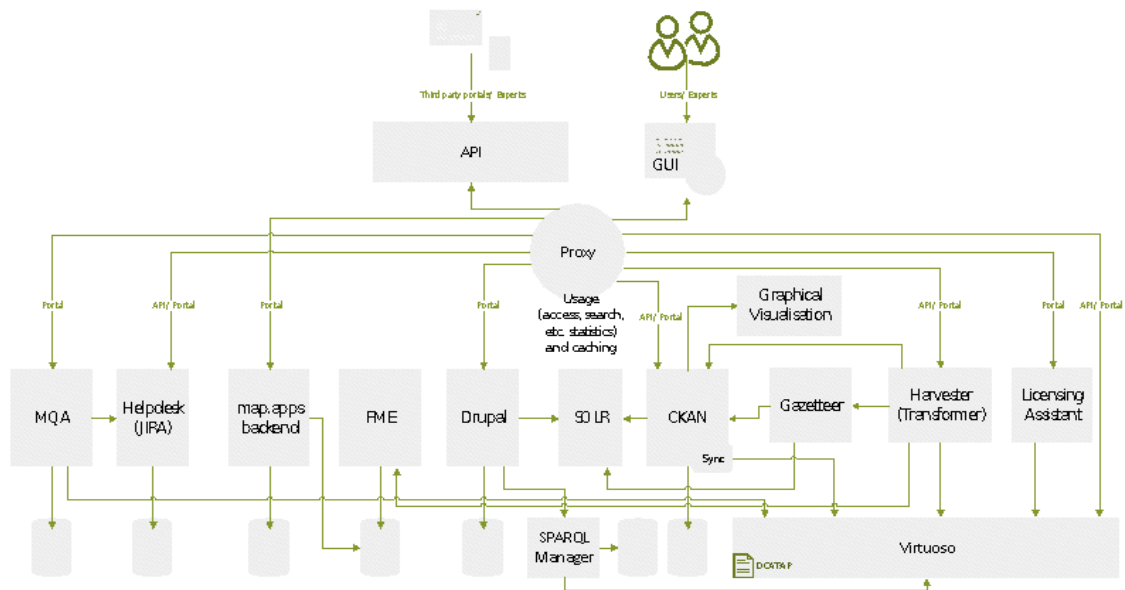 Third party portals/ Experts
Users/ Experts
API
GUI
Proxy
Usage
(access, search,
etc. statistics)
and caching
Portal
API/ Portal
Portal
Portal
API/ Portal
API/ Portal
Portal
API/ Portal
Graphical
Visualisation
MQA
Helpdesk
(JIRA)
map.apps
backend
FME
Drupal
SOLR
CKAN
Sync
Gazetteer
Harvester
(Transformer)
Licensing
Assistant
SPARQL
Manager
Virtuoso
DCATAP